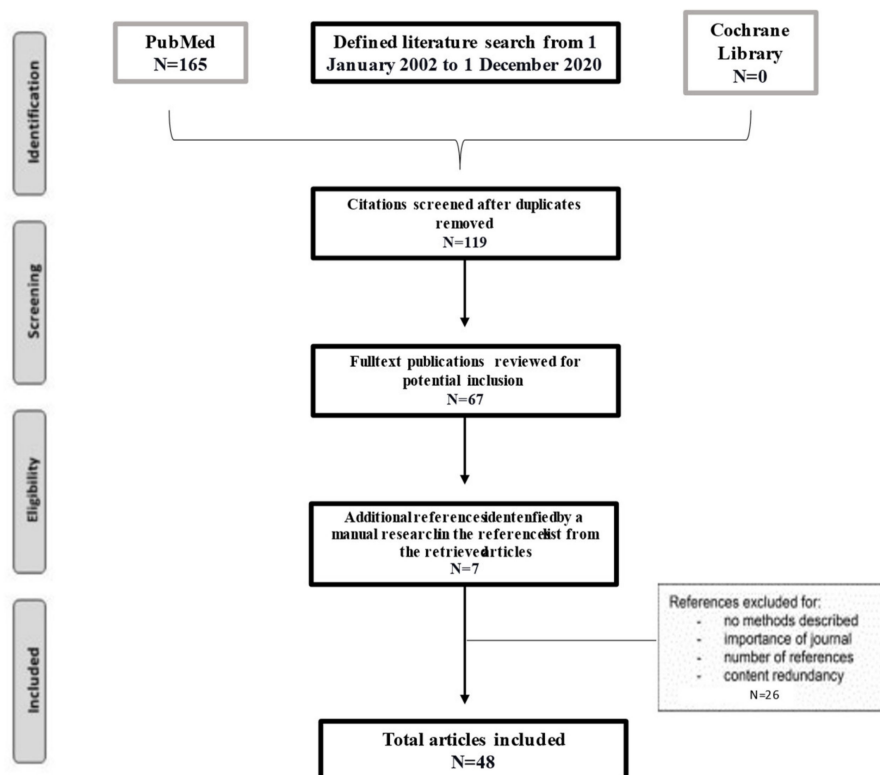 Identification
PubMed
N=165
Defined literature search from 1
January 2002 to 1 December 2020
Cochrane
Library
N=0
Citations screened after duplicates
removed
N=119
Screening
Fulltext publications reviewed for
potential inclusion
N=67
Eligibility
Additional references identenfied by a
manual research in the reference list from
the retrieved articles
N=7
References excluded for:
- no methods described
- importance of journal
- number of references
- content redundancy
N=26
Included
Total articles included
N=48